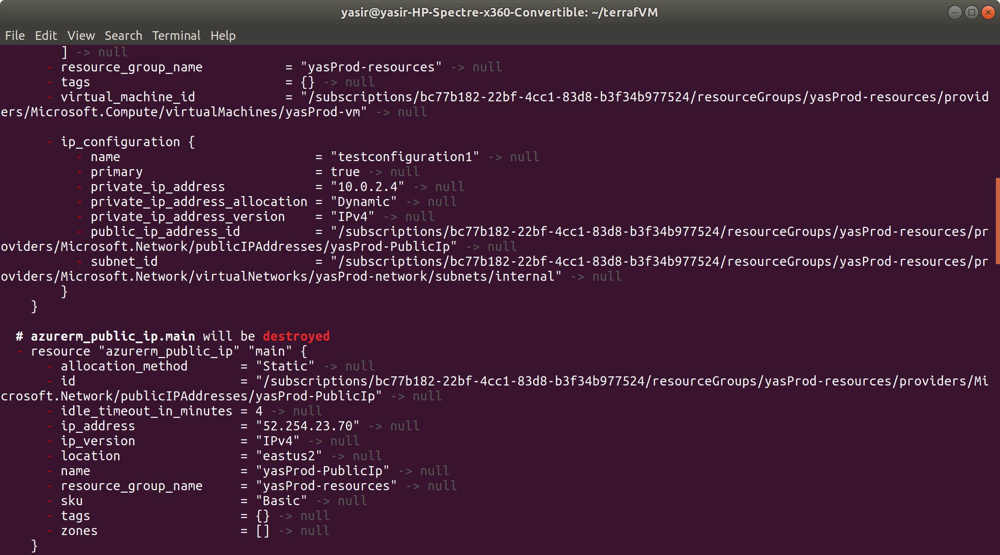 yasir@yasir-HP-Spectre-x360-Convertible: ~/terrafVM
File Edit View Search Terminal Help
        ] -> null
      - resource_group_name           = "yasProd-resources" -> null
      - tags                          = {} -> null
      - virtual_machine_id            = "/subscriptions/bc77b182-22bf-4cc1-83d8-b3f34b977524/resourceGroups/yasProd-resources/provid
ers/Microsoft.Compute/virtualMachines/yasProd-vm" -> null
      - ip_configuration {
          - name                          = "testconfiguration1" -> null
          - primary                       = true -> null
          - private_ip_address            = "10.0.2.4" -> null
          - private_ip_address_allocation = "Dynamic" -> null
          - private_ip_address_version    = "IPv4" -> null
          - public_ip_address_id          = "/subscriptions/bc77b182-22bf-4cc1-83d8-b3f34b977524/resourceGroups/yasProd-resources/pr
oviders/Microsoft.Network/publicIPAddresses/yasProd-PublicIp" -> null
          - subnet_id                     = "/subscriptions/bc77b182-22bf-4cc1-83d8-b3f34b977524/resourceGroups/yasProd-resources/pr
oviders/Microsoft.Network/virtualNetworks/yasProd-network/subnets/internal" -> null
        }
    }
  # azurerm_public_ip.main will be destroyed
  - resource "azurerm_public_ip" "main" {
      - allocation_method       = "Static" -> null
      - id                      = "/subscriptions/bc77b182-22bf-4cc1-83d8-b3f34b977524/resourceGroups/yasProd-resources/providers/Mi
crosoft.Network/publicIPAddresses/yasProd-PublicIp" -> null
      - idle_timeout_in_minutes = 4 -> null
      - ip_address              = "52.254.23.70" -> null
      - ip_version              = "IPv4" -> null
      - location                = "eastus2" -> null
      - name                    = "yasProd-PublicIp" -> null
      - resource_group_name     = "yasProd-resources" -> null
      - sku                     = "Basic" -> null
      - tags                    = {} -> null
      - zones                   = [] -> null
    }